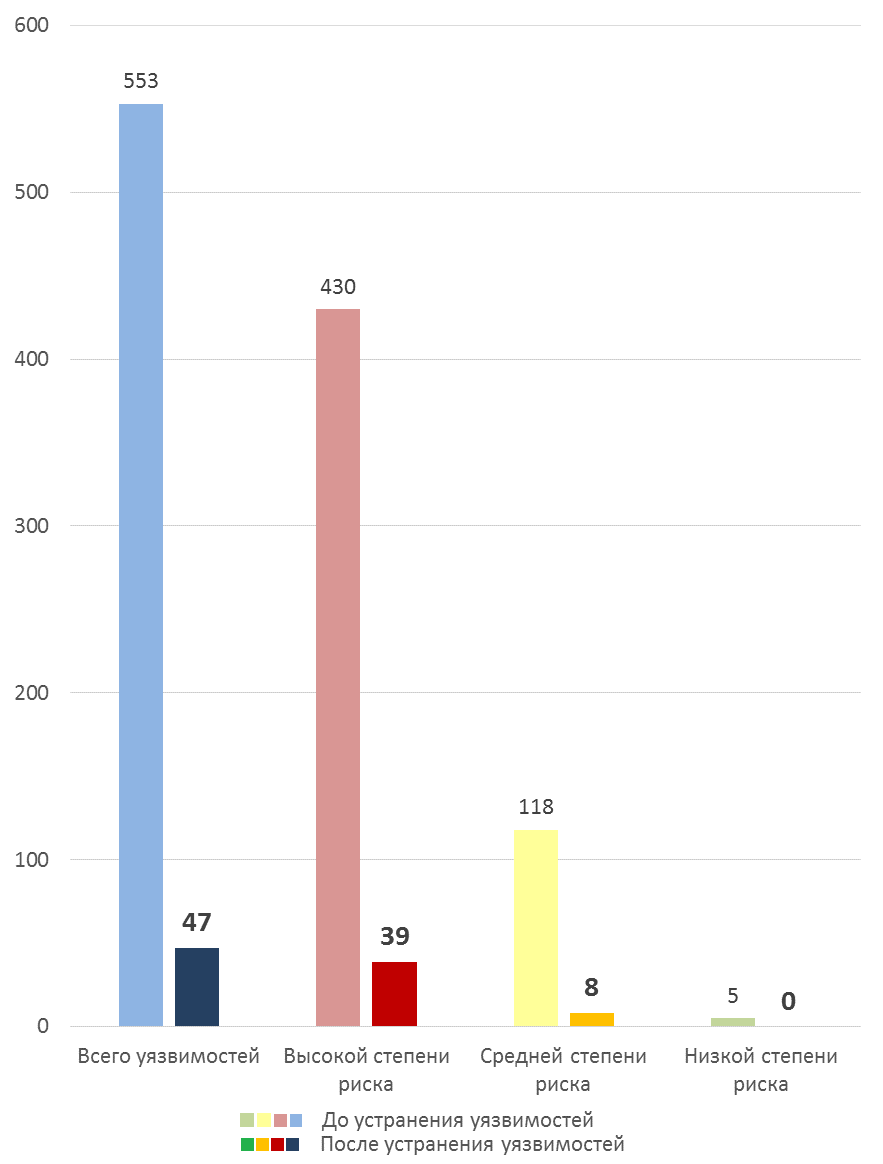 600
553
500
430
400
300
200
118
100
47
39
8
5
0
0
Всего уязвимостей
Высокой степени
риска
Средней степени
риска
Низкой степени
риска
До устранения уязвимостей
После устранения уязвимостей